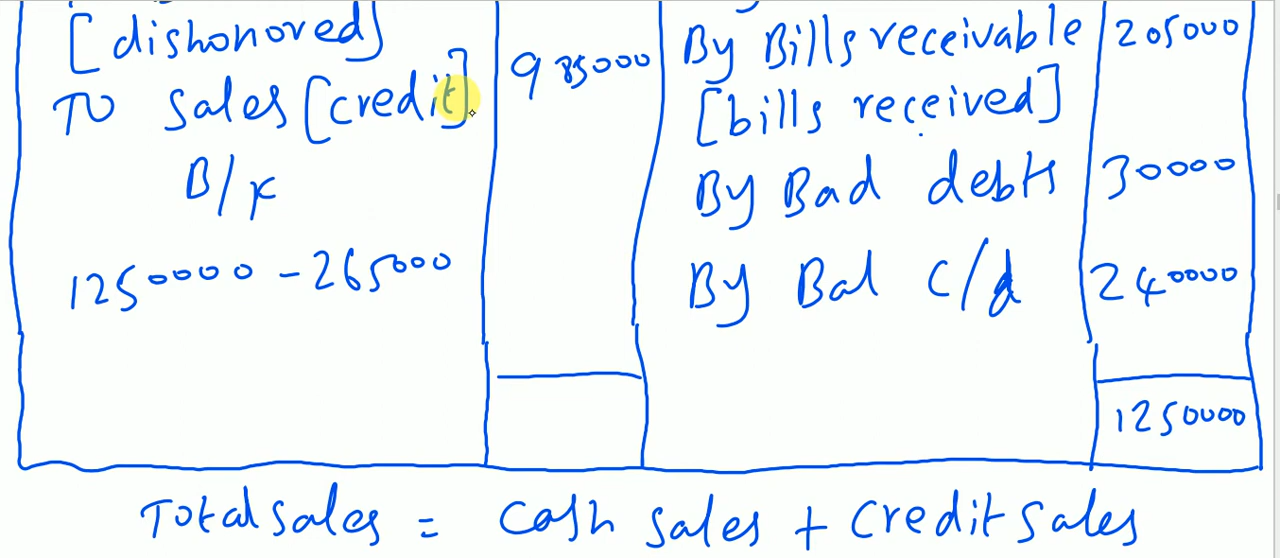 [dishonored]
To Sales [credit] 985000
B/f
1250000 - 265000
By Bills receivable 205000
[bills received]
By Bad debts 30000
By Bal c/d 240000
1250000
Total sales = Cash sales + Credit sales